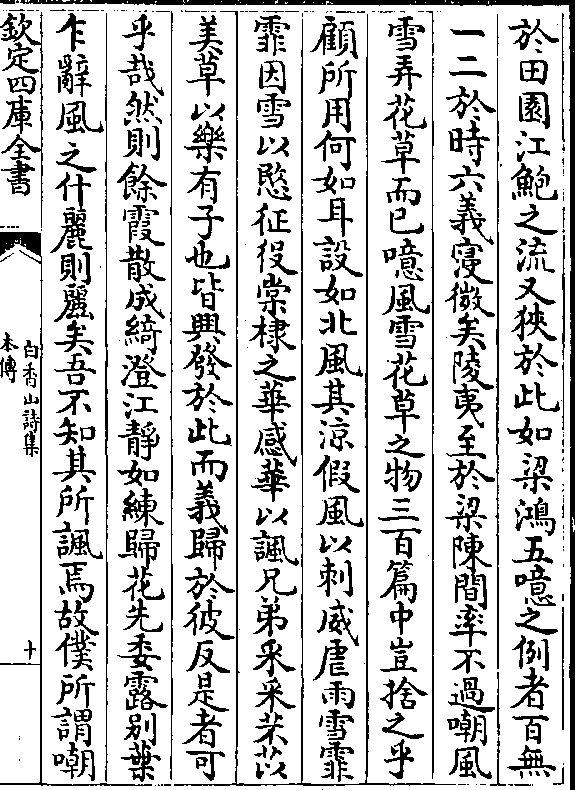 於田園江鮑之流又狹於此如梁鴻五噫之例者百無
一二於時六義寖微矣陵夷至於梁陳間率不過嘲風
雪弄花草而已噫風雪花草之物三百篇中豈捨之乎
顧所用何如耳設如北風其涼假風以刺威虐雨雪霏
霏因雪以愍征役棠棣之華感華以諷兄弟采采芣苢
美草以樂有子也皆興發於此而義歸於彼反是者可
乎哉然則餘霞散成綺澄江靜如練歸花先委露別葉
乍辭風之什麗則麗矣吾不知其所諷焉故僕所謂嘲
欽定四庫全書
白香山詩集
本傳
十